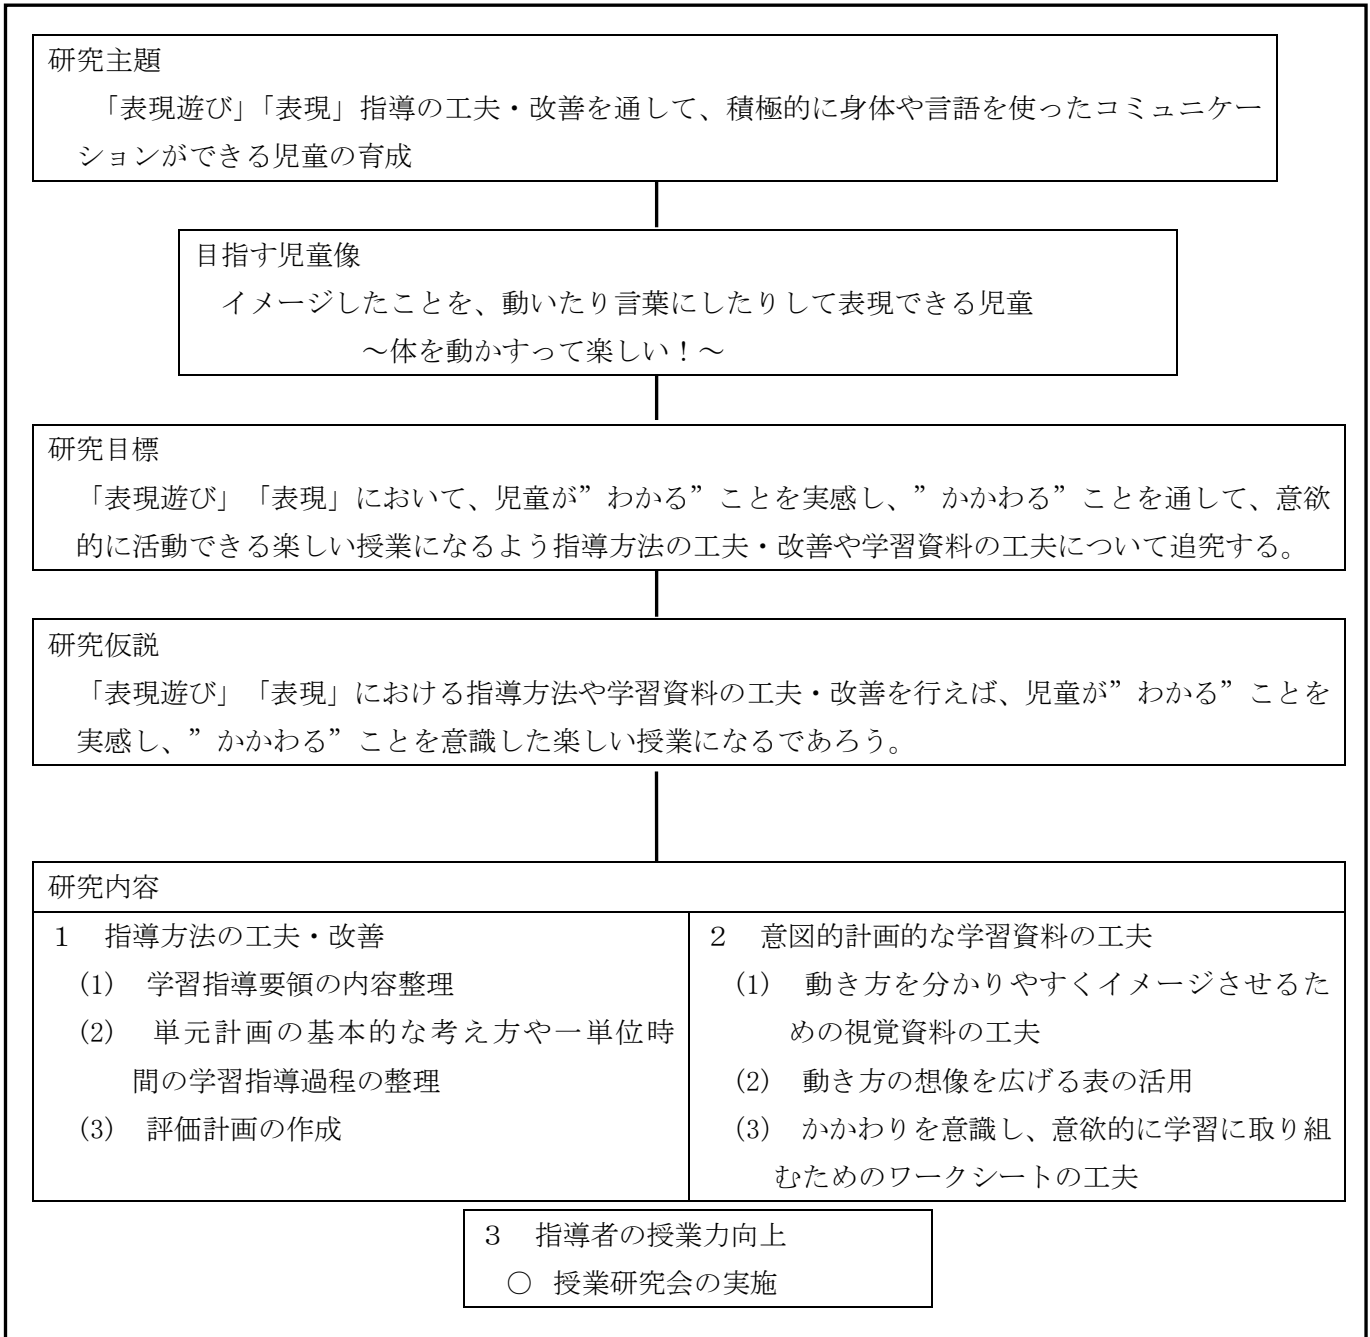 研究主題
「表現遊び」「表現」指導の工夫・改善を通して、積極的に身体や言語を使ったコミュニケー
ションができる児童の育成
目指す児童像
イメージしたことを、動いたり言葉にしたりして表現できる児童
～体を動かすって楽しい！～
研究目標
「表現遊び」「表現」において、児童が”わかる”ことを実感し、”かかわる”ことを通して、意欲
的に活動できる楽しい授業になるよう指導方法の工夫・改善や学習資料の工夫について追究する。
研究仮説
「表現遊び」「表現」における指導方法や学習資料の工夫・改善を行えば、児童が”わかる”ことを
実感し、”かかわる”ことを意識した楽しい授業になるであろう。
研究内容
１　指導方法の工夫・改善
(1)　学習指導要領の内容整理
(2)　単元計画の基本的な考え方や一単位時
間の学習指導過程の整理
(3)　評価計画の作成
２　意図的計画的な学習資料の工夫
(1)　動き方を分かりやすくイメージさせるた
めの視覚資料の工夫
(2)　動き方の想像を広げる表の活用
(3)　かかわりを意識し、意欲的に学習に取り組
むためのワークシートの工夫
３　指導者の授業力向上
○ 授業研究会の実施